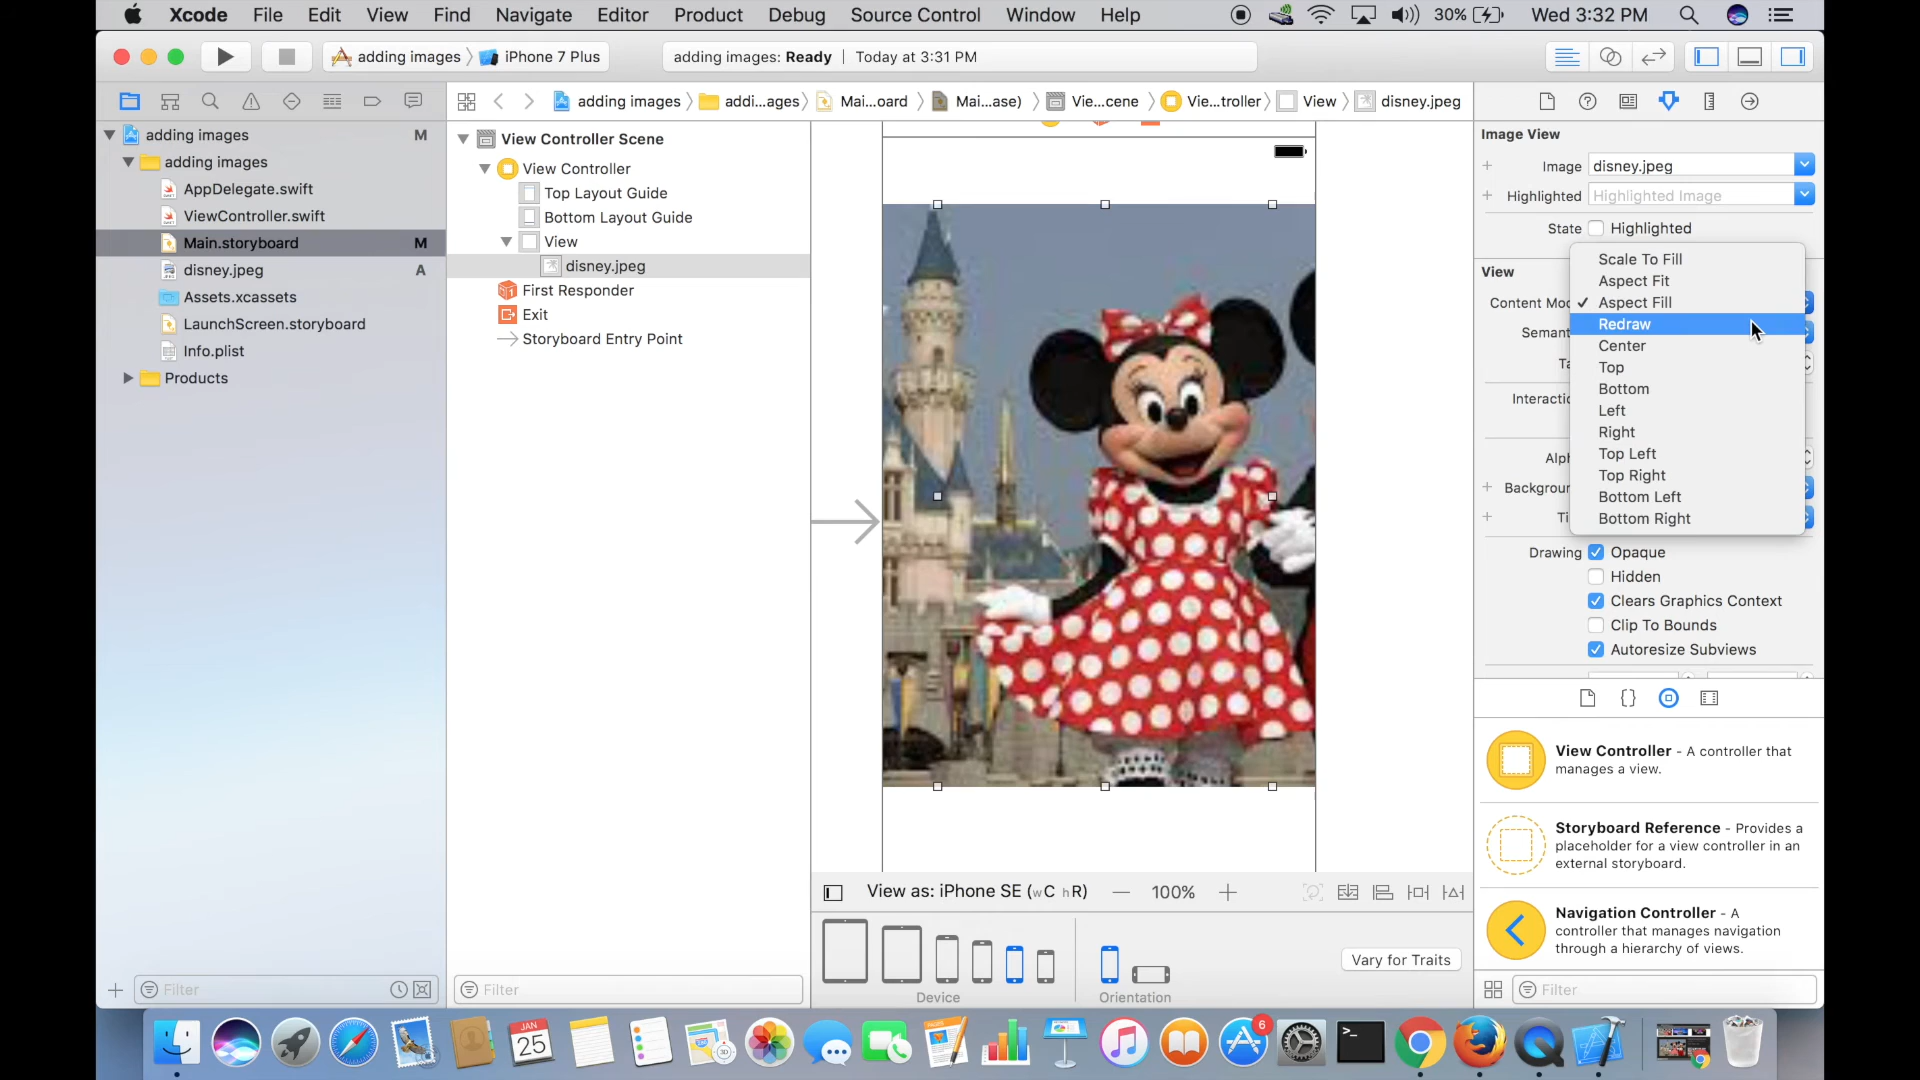 Xcode File Edit View Find Navigate Editor Product Debug Source Control Window Help 30% Wed 3:32 PM
adding images iPhone 7 Plus adding images: Ready Today at 3:31 PM
adding images addi...ages Mai...oard Mai...ase) Vie...cene Vie...troller View disney.jpeg
adding images M
adding images
AppDelegate.swift
ViewController.swift
Main.storyboard M
disney.jpeg A
Assets.xcassets
LaunchScreen.storyboard
Info.plist
Products
Filter
View Controller Scene
View Controller
Top Layout Guide
Bottom Layout Guide
View
disney.jpeg
First Responder
Exit
Storyboard Entry Point
Filter
View as: iPhone SE (wC hR) 100%
Vary for Traits
Device Orientation
Image View
Image disney.jpeg
Highlighted Highlighted Image
State Highlighted
View
Content Mod
Semant
Ta
Interactio
Alph
Backgroun
Ti
Scale To Fill
Aspect Fit
Aspect Fill
Redraw
Center
Top
Bottom
Left
Right
Top Left
Top Right
Bottom Left
Bottom Right
Drawing Opaque
Hidden
Clears Graphics Context
Clip To Bounds
Autoresize Subviews
View Controller - A controller that
manages a view.
Storyboard Reference - Provides a
placeholder for a view controller in an
external storyboard.
Navigation Controller - A
controller that manages navigation
through a hierarchy of views.
Filter
JAN
25
PAGES
6